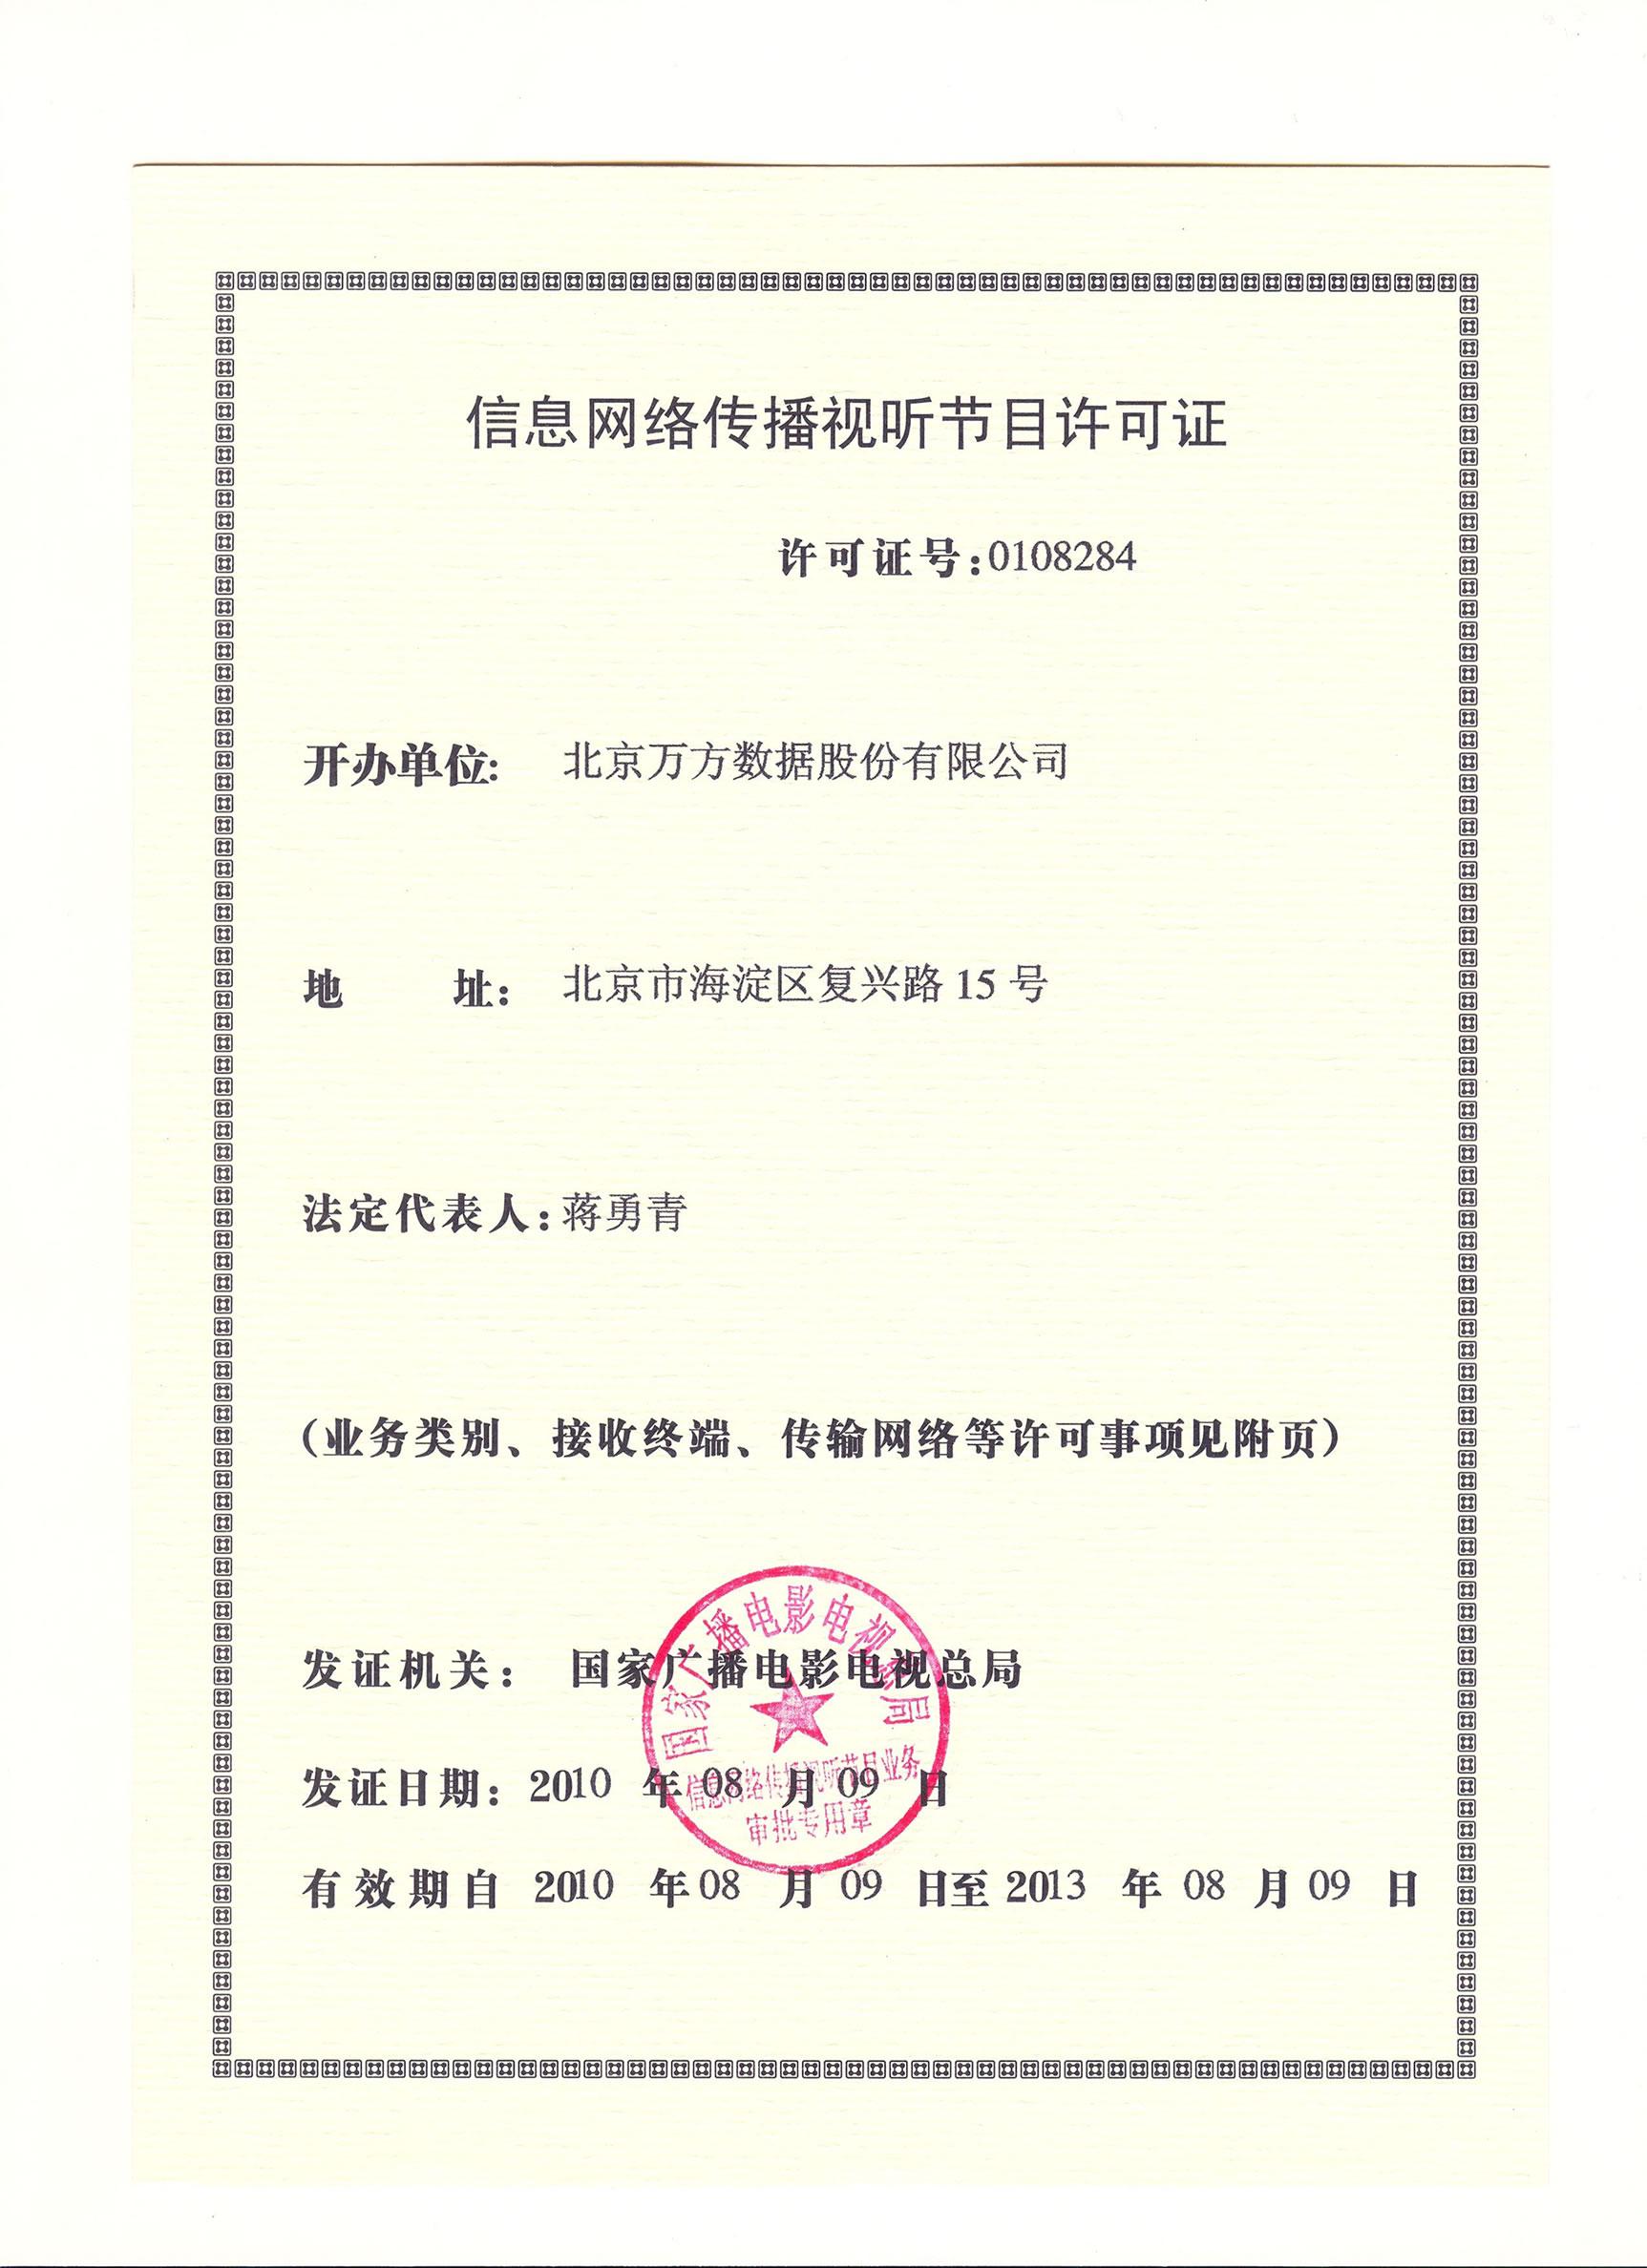 信息网络传播视听节目许可证
许可证号:0108284
开办单位: 北京万方数据股份有限公司
地 址: 北京市海淀区复兴路 15 号
法定代表人:蒋勇青
(业务类别、接收终端、传输网络等许可事项见附页)
发证机关: 国家广播电影电视总局
发证日期: 2010 年 08 月 09 日
有效期自 2010 年 08 月 09 日至 2013 年 08 月 09 日
国家广播电影电视总局
信息网络传播视听节目业务
审批专用章